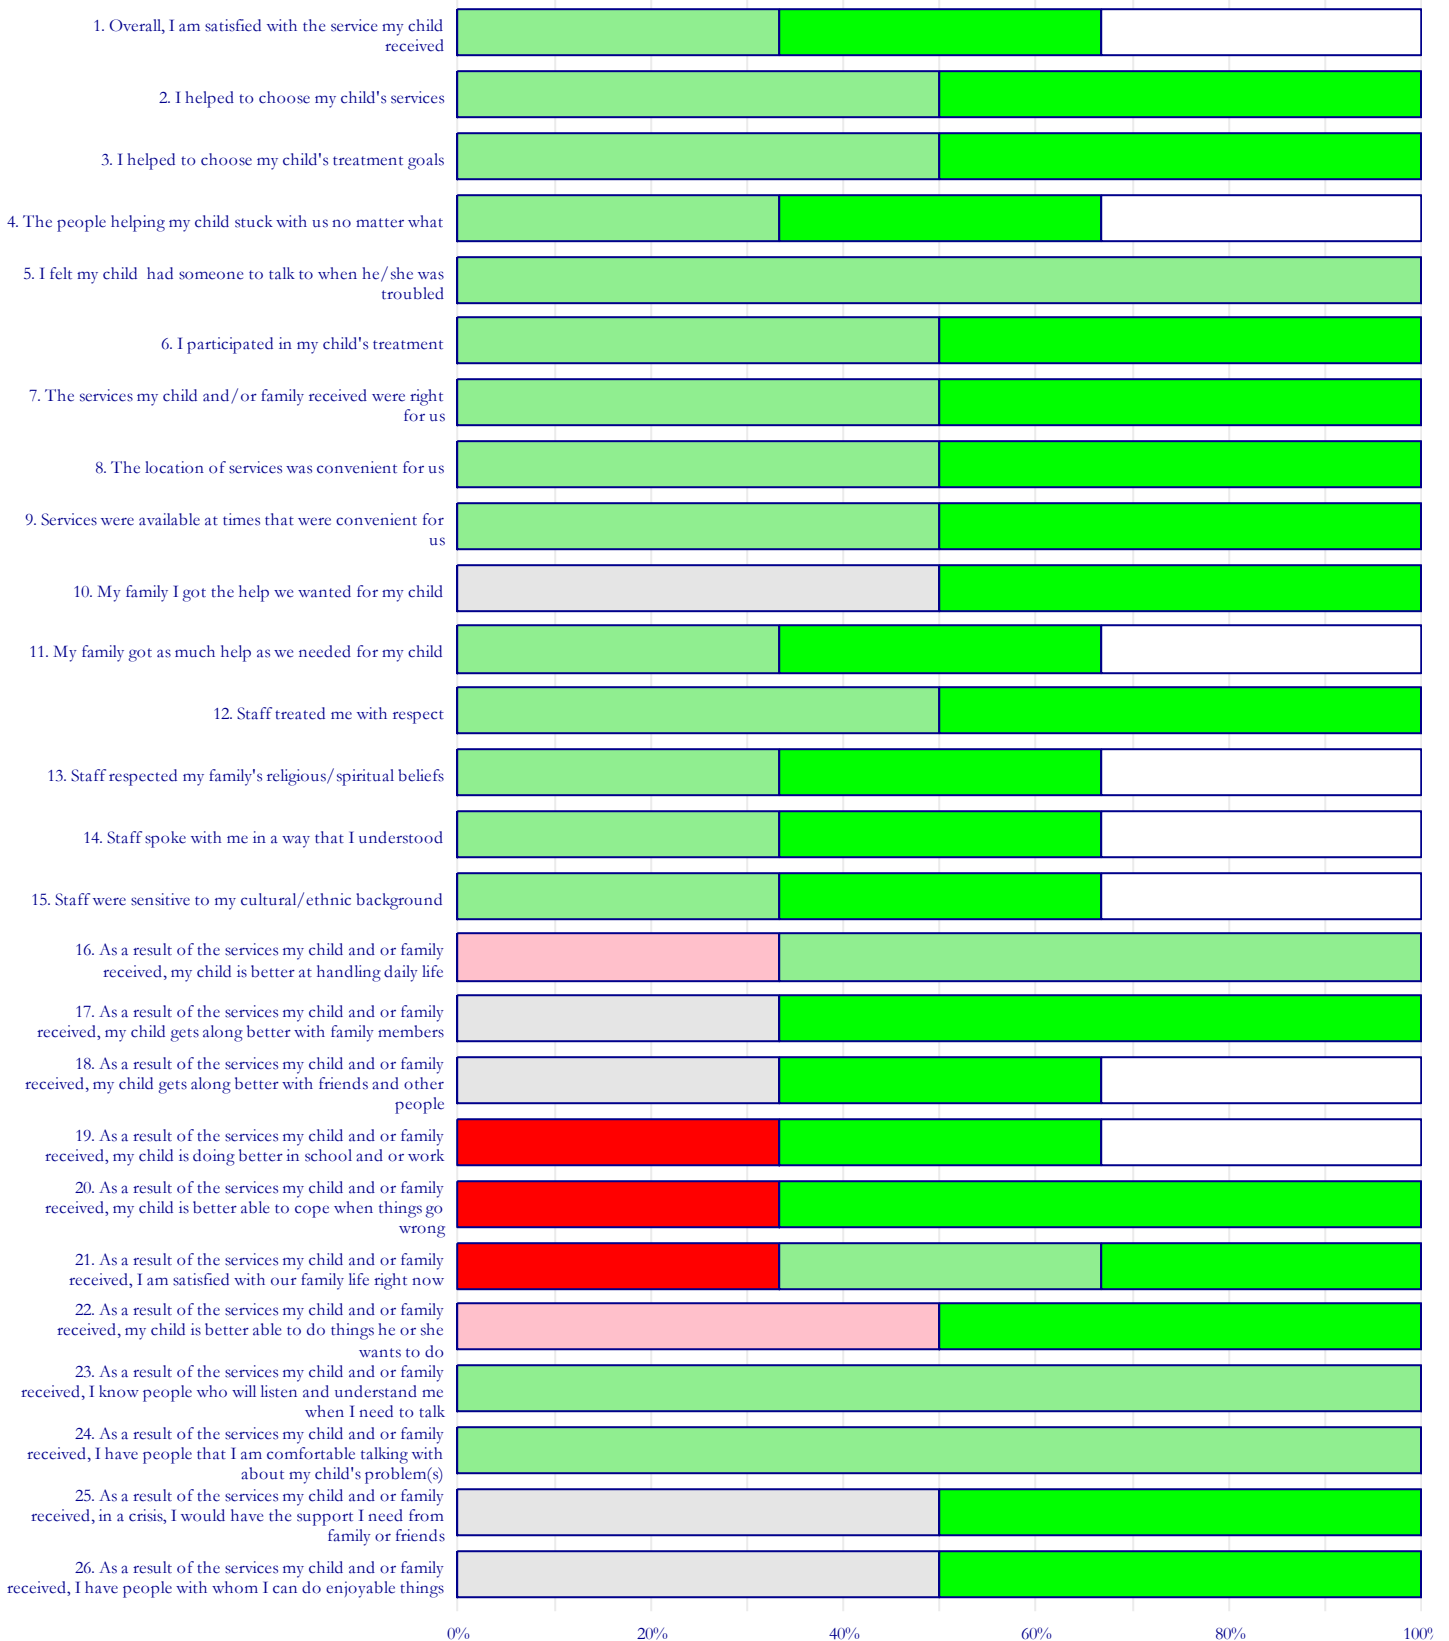 1. Overall, I am satisfied with the service my child
received
2. I helped to choose my child's services
3. I helped to choose my child's treatment goals
4. The people helping my child stuck with us no matter what
5. I felt my child  had someone to talk to when he/she was
troubled
6. I participated in my child's treatment
7. The services my child and/or family received were right
for us
8. The location of services was convenient for us
9. Services were available at times that were convenient for
us
10. My family I got the help we wanted for my child
11. My family got as much help as we needed for my child
12. Staff treated me with respect
13. Staff respected my family's religious/spiritual beliefs
14. Staff spoke with me in a way that I understood
15. Staff were sensitive to my cultural/ethnic background
16. As a result of the services my child and or family
received, my child is better at handling daily life
17. As a result of the services my child and or family
received, my child gets along better with family members
18. As a result of the services my child and or family
received, my child gets along better with friends and other
people
19. As a result of the services my child and or family
received, my child is doing better in school and or work
20. As a result of the services my child and or family
received, my child is better able to cope when things go
wrong
21. As a result of the services my child and or family
received, I am satisfied with our family life right now
22. As a result of the services my child and or family
received, my child is better able to do things he or she
wants to do
23. As a result of the services my child and or family
received, I know people who will listen and understand me
when I need to talk
24. As a result of the services my child and or family
received, I have people that I am comfortable talking with
about my child's problem(s)
25. As a result of the services my child and or family
received, in a crisis, I would have the support I need from
family or friends
26. As a result of the services my child and or family
received, I have people with whom I can do enjoyable things
0% 20% 40% 60% 80% 100%